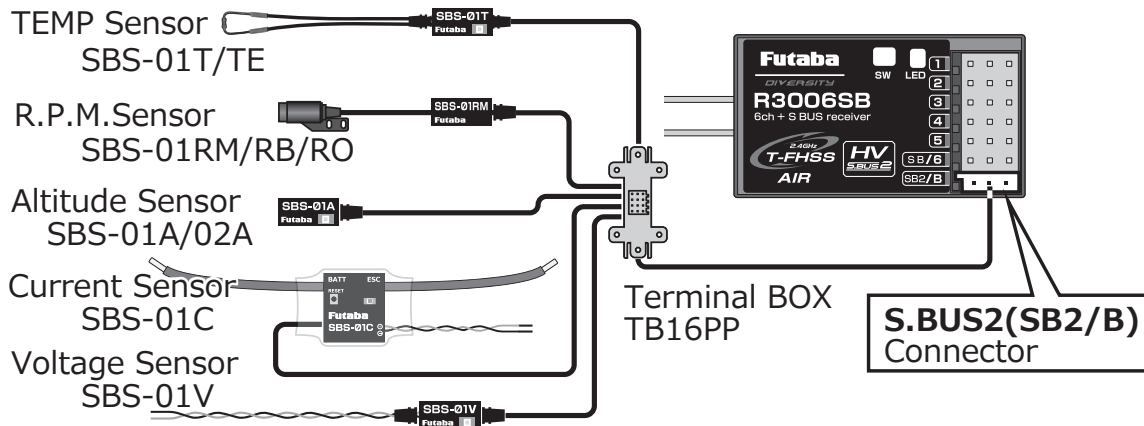 TEMP Sensor
SBS-01T/TE
SBS-01T
Futaba
R.P.M.Sensor
SBS-01RM/RB/RO
SBS-01RM
Futaba
Altitude Sensor
SBS-01A/02A
SBS-01A
Futaba
Current Sensor
SBS-01C
BATT ESC
RESET
Futaba
SBS-01C
Voltage Sensor
SBS-01V
SBS-01V
Futaba
Terminal BOX
TB16PP
Futaba
DIVERSITY
R3006SB
6ch + S BUS receiver
2.4GHz
T-FHSS
AIR
HV
S.BUS2
SW LED
1
2
3
4
5
SB/6
SB2/B
S.BUS2(SB2/B)
Connector